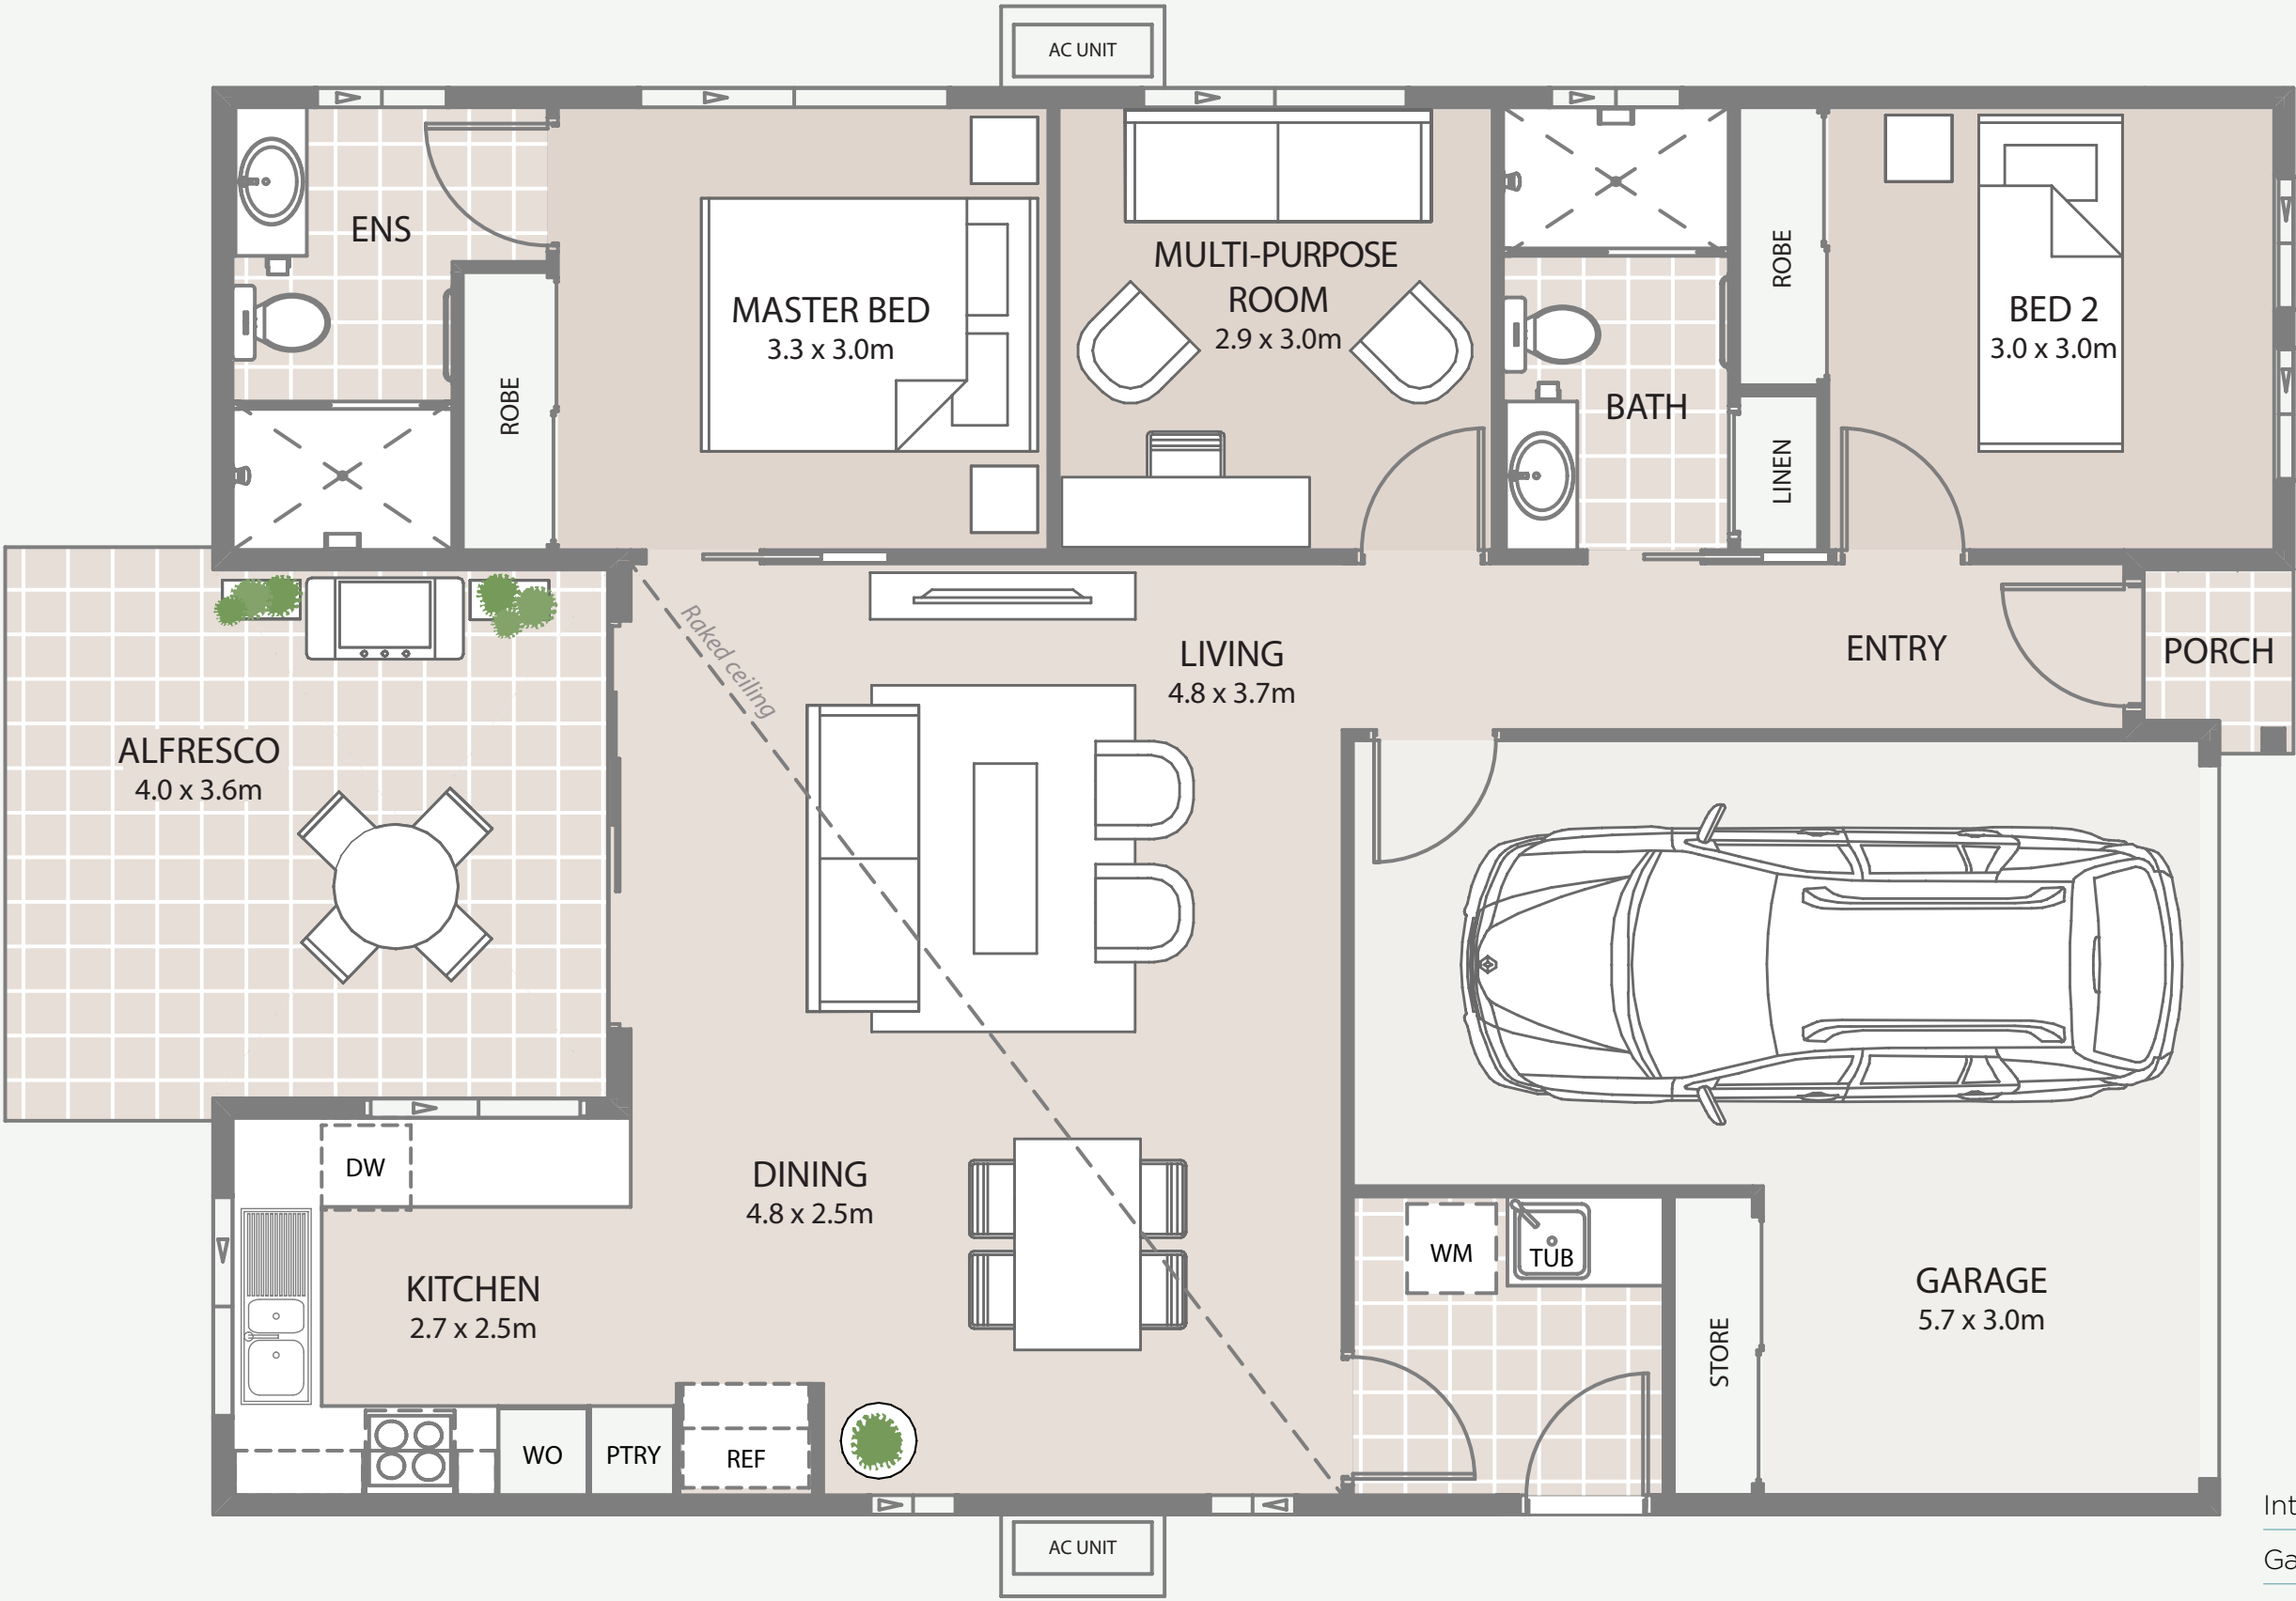 AC UNIT
ENS
MASTER BED
3.3 x 3.0m
ROBE
MULTI-PURPOSE
ROOM
2.9 x 3.0m
BATH
ROBE
LINEN
BED 2
3.0 x 3.0m
Raked ceiling
LIVING
4.8 x 3.7m
ENTRY
PORCH
ALFRESCO
4.0 x 3.6m
DW
DINING
4.8 x 2.5m
KITCHEN
2.7 x 2.5m
WO
PTRY
REF
WM
TUB
STORE
GARAGE
5.7 x 3.0m
AC UNIT
Int
Ga